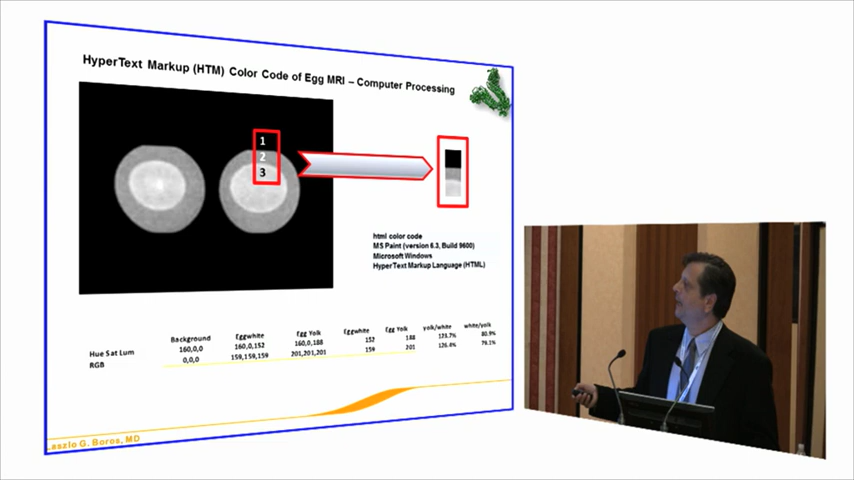 HyperText Markup (HTM) Color Code of Egg MRI – Computer Processing
1
2
3
html color code
MS Paint (version 6.3, Build 9600)
Microsoft Windows
HyperText Markup Language (HTML)
Background Eggwhite Egg Yolk Eggwhite Egg Yolk yolk/white white/yolk
Hue Sat Lum 160,0,0 160,0,152 160,0,188 152 188 123.7% 80.9%
RGB 0,0,0 159,159,159 201,201,201 159 201 126.4% 79.1%
aszlo G. Boros, MD